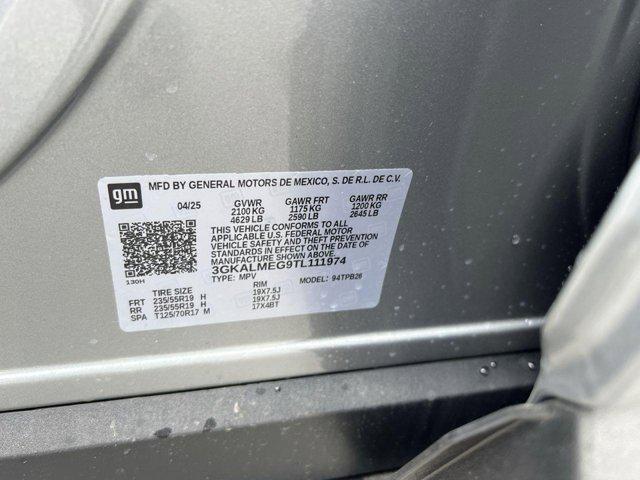 gm
MFD BY GENERAL MOTORS DE MEXICO, S. DE R.L. DE C.V.
04/25 GVWR GAWR FRT GAWR RR
2100 KG 1175 KG 1200 KG
4629 LB 2590 LB 2645 LB
THIS VEHICLE CONFORMS TO ALL
APPLICABLE U.S. FEDERAL MOTOR
VEHICLE SAFETY AND THEFT PREVENTION
STANDARDS IN EFFECT ON THE DATE OF
MANUFACTURE SHOWN ABOVE.
3GKALMEG9TL111974
130H TYPE: MPV MODEL: 94TPB26
TIRE SIZE RIM
FRT 235/55R19 H 19X7.5J
RR 235/55R19 H 19X7.5J
SPA T125/70R17 M 17X4BT